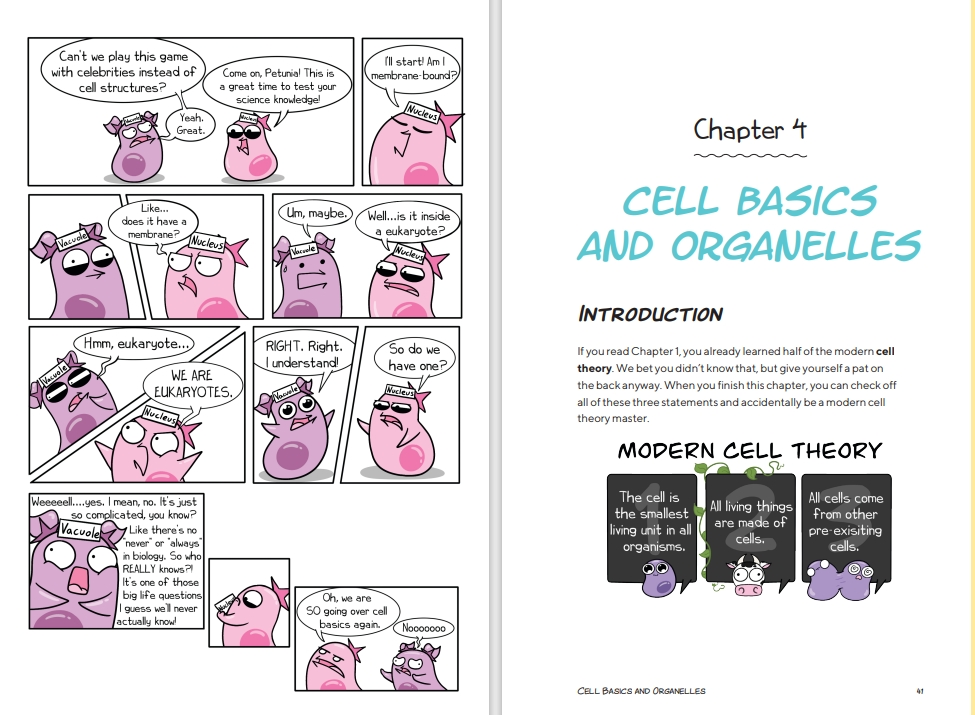 Can't we play this game
with celebrities instead of
cell structures?
Come on, Petunia! This is
a great time to test your
science knowledge!
Yeah.
Great.
Vacuole
Nucleus
I'll start! Am I
membrane-bound?
Nucleus
Vacuole
Like...
does it have a
membrane?
Nucleus
Um, maybe.
Vacuole
Well...is it inside
a eukaryote?
Nucleus
Hmm, eukaryote...
Vacuole
WE ARE
EUKARYOTES.
Nucleus
RIGHT. Right.
I understand!
Vacuole
So do we
have one?
Nucleus
Weeeeell....yes. I mean, no. It's just
so complicated, you know?
Like there's no
"never" or "always"
in biology. So who
REALLY knows?!
It's one of those
big life questions
I guess we'll never
actually know!
Vacuole
Nucleus
Oh, we are
SO going over cell
basics again.
Nooooooo
Chapter 4
CELL BASICS
AND ORGANELLES
INTRODUCTION
If you read Chapter 1, you already learned half of the modern cell
theory. We bet you didn't know that, but give yourself a pat on
the back anyway. When you finish this chapter, you can check off
all of these three statements and accidentally be a modern cell
theory master.
MODERN CELL THEORY
1
The cell is
the smallest
living unit in all
organisms.
2
All living things
are made of
cells.
3
All cells come
from other
pre-exisiting
cells.
CELL BASICS AND ORGANELLES
41